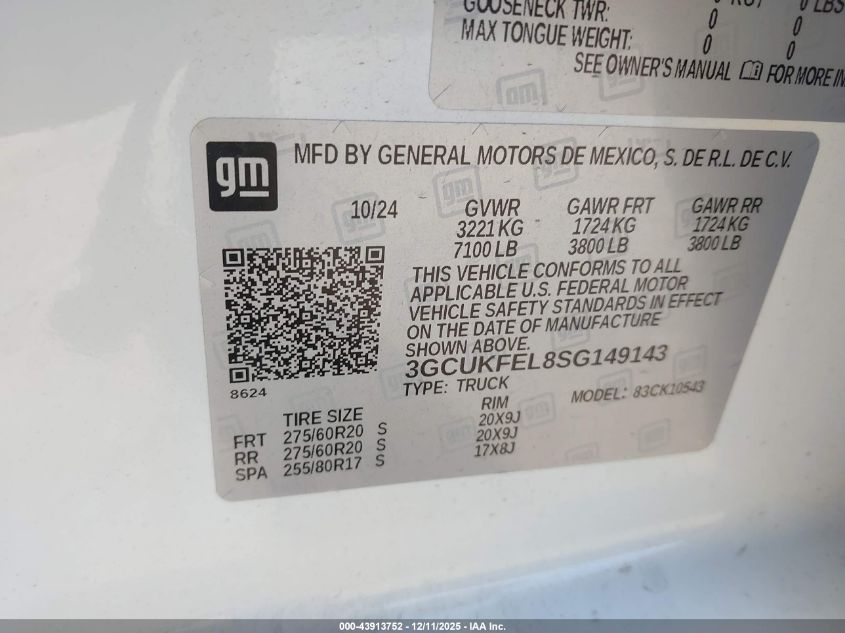 GOOSENECK TWR:
0 0
MAX TONGUE WEIGHT: 0 0
SEE OWNER'S MANUAL FOR MORE
gm
MFD BY GENERAL MOTORS DE MEXICO, S. DE R.L. DE C.V.
10/24 GVWR GAWR FRT GAWR RR
3221 KG 1724 KG 1724 KG
7100 LB 3800 LB 3800 LB
THIS VEHICLE CONFORMS TO ALL
APPLICABLE U.S. FEDERAL MOTOR
VEHICLE SAFETY STANDARDS IN EFFECT
ON THE DATE OF MANUFACTURE
SHOWN ABOVE.
3GCUKFEL8SG149143
8624
TYPE: TRUCK MODEL: 83CK10543
TIRE SIZE RIM
FRT 275/60R20 S 20X9J
RR 275/60R20 S 20X9J
SPA 255/80R17 S 17X8J
000-43913752 - 12/11/2025 - IAA Inc.